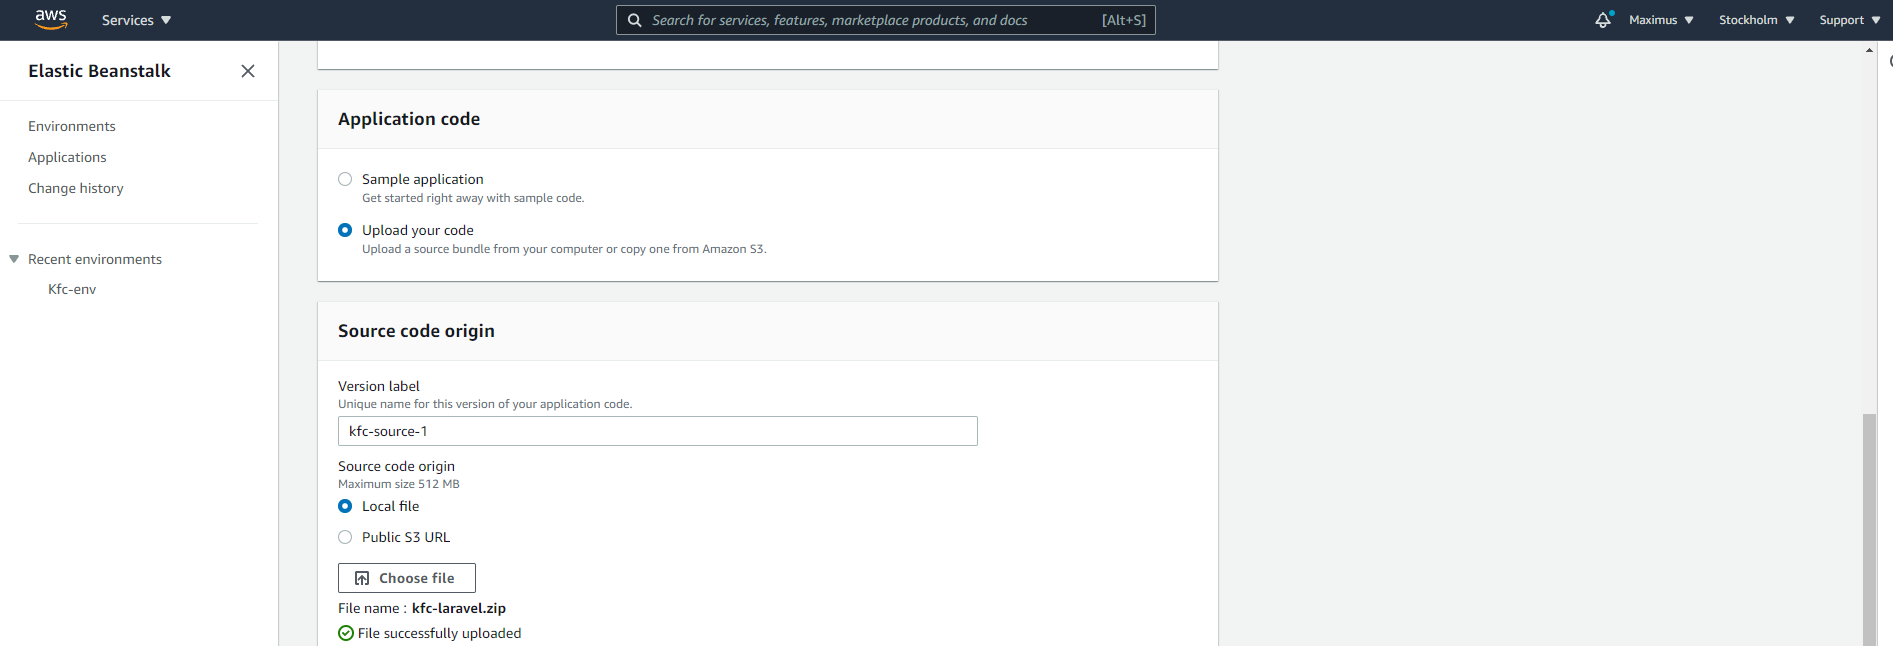 aws Services Search for services, features, marketplace products, and docs [Alt+S] Maximus Stockholm Support
Elastic Beanstalk
Environments
Applications
Change history
Recent environments
Kfc-env
Application code
Sample application
Get started right away with sample code.
Upload your code
Upload a source bundle from your computer or copy one from Amazon S3.
Source code origin
Version label
Unique name for this version of your application code.
kfc-source-1
Source code origin
Maximum size 512 MB
Local file
Public S3 URL
Choose file
File name : kfc-laravel.zip
File successfully uploaded